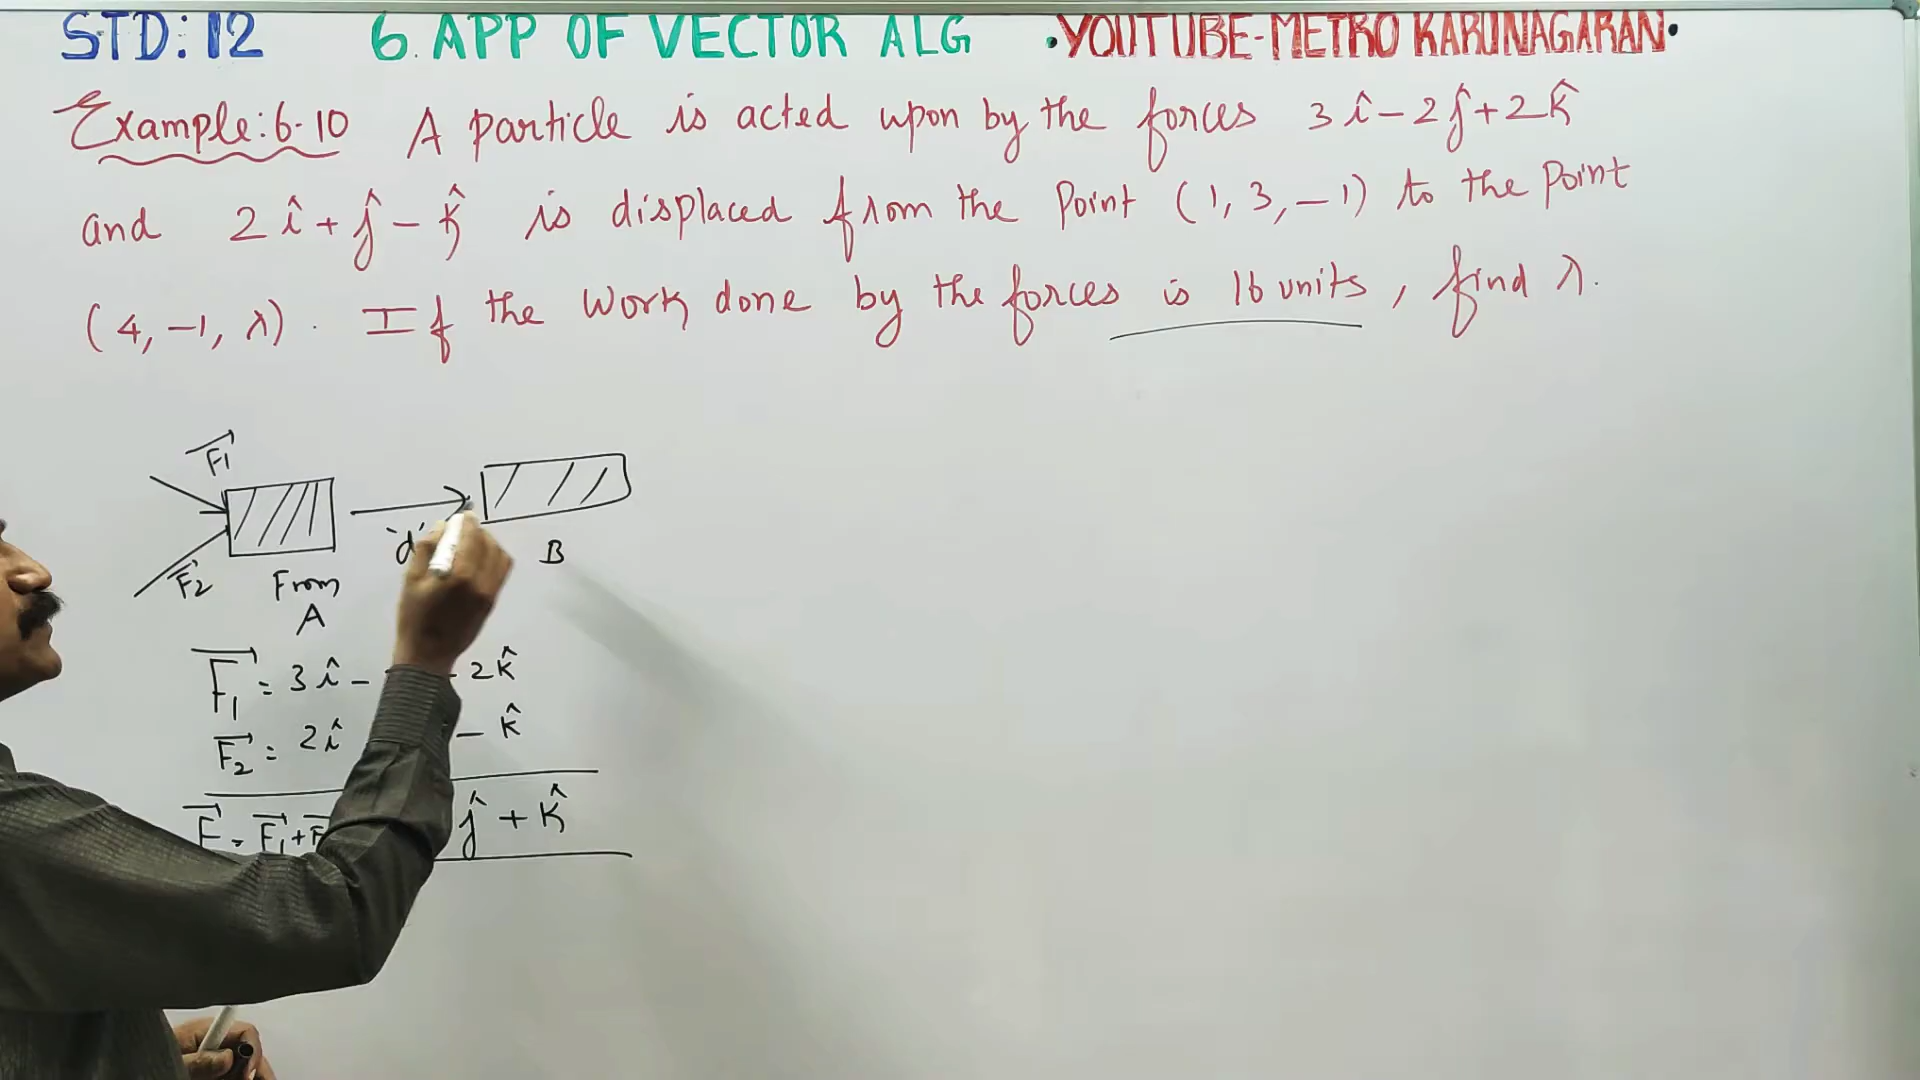 STD: 12 6. APP OF VECTOR ALG •YOUTUBE-METRO KARUNAGARAN•
Example: 6.10 A particle is acted upon by the forces 3î - 2ĵ + 2k̂
and 2î + ĵ - k̂ is displaced from the Point (1, 3, -1) to the Point
(4, -1, λ). If the work done by the forces is 16 units, find λ.
F₁⃗
F₂⃗
'd'
From
A
B
F₁⃗ = 3î - 2k̂
F₂⃗ = 2î - k̂
F⃗ = F₁⃗ + F ĵ + k̂